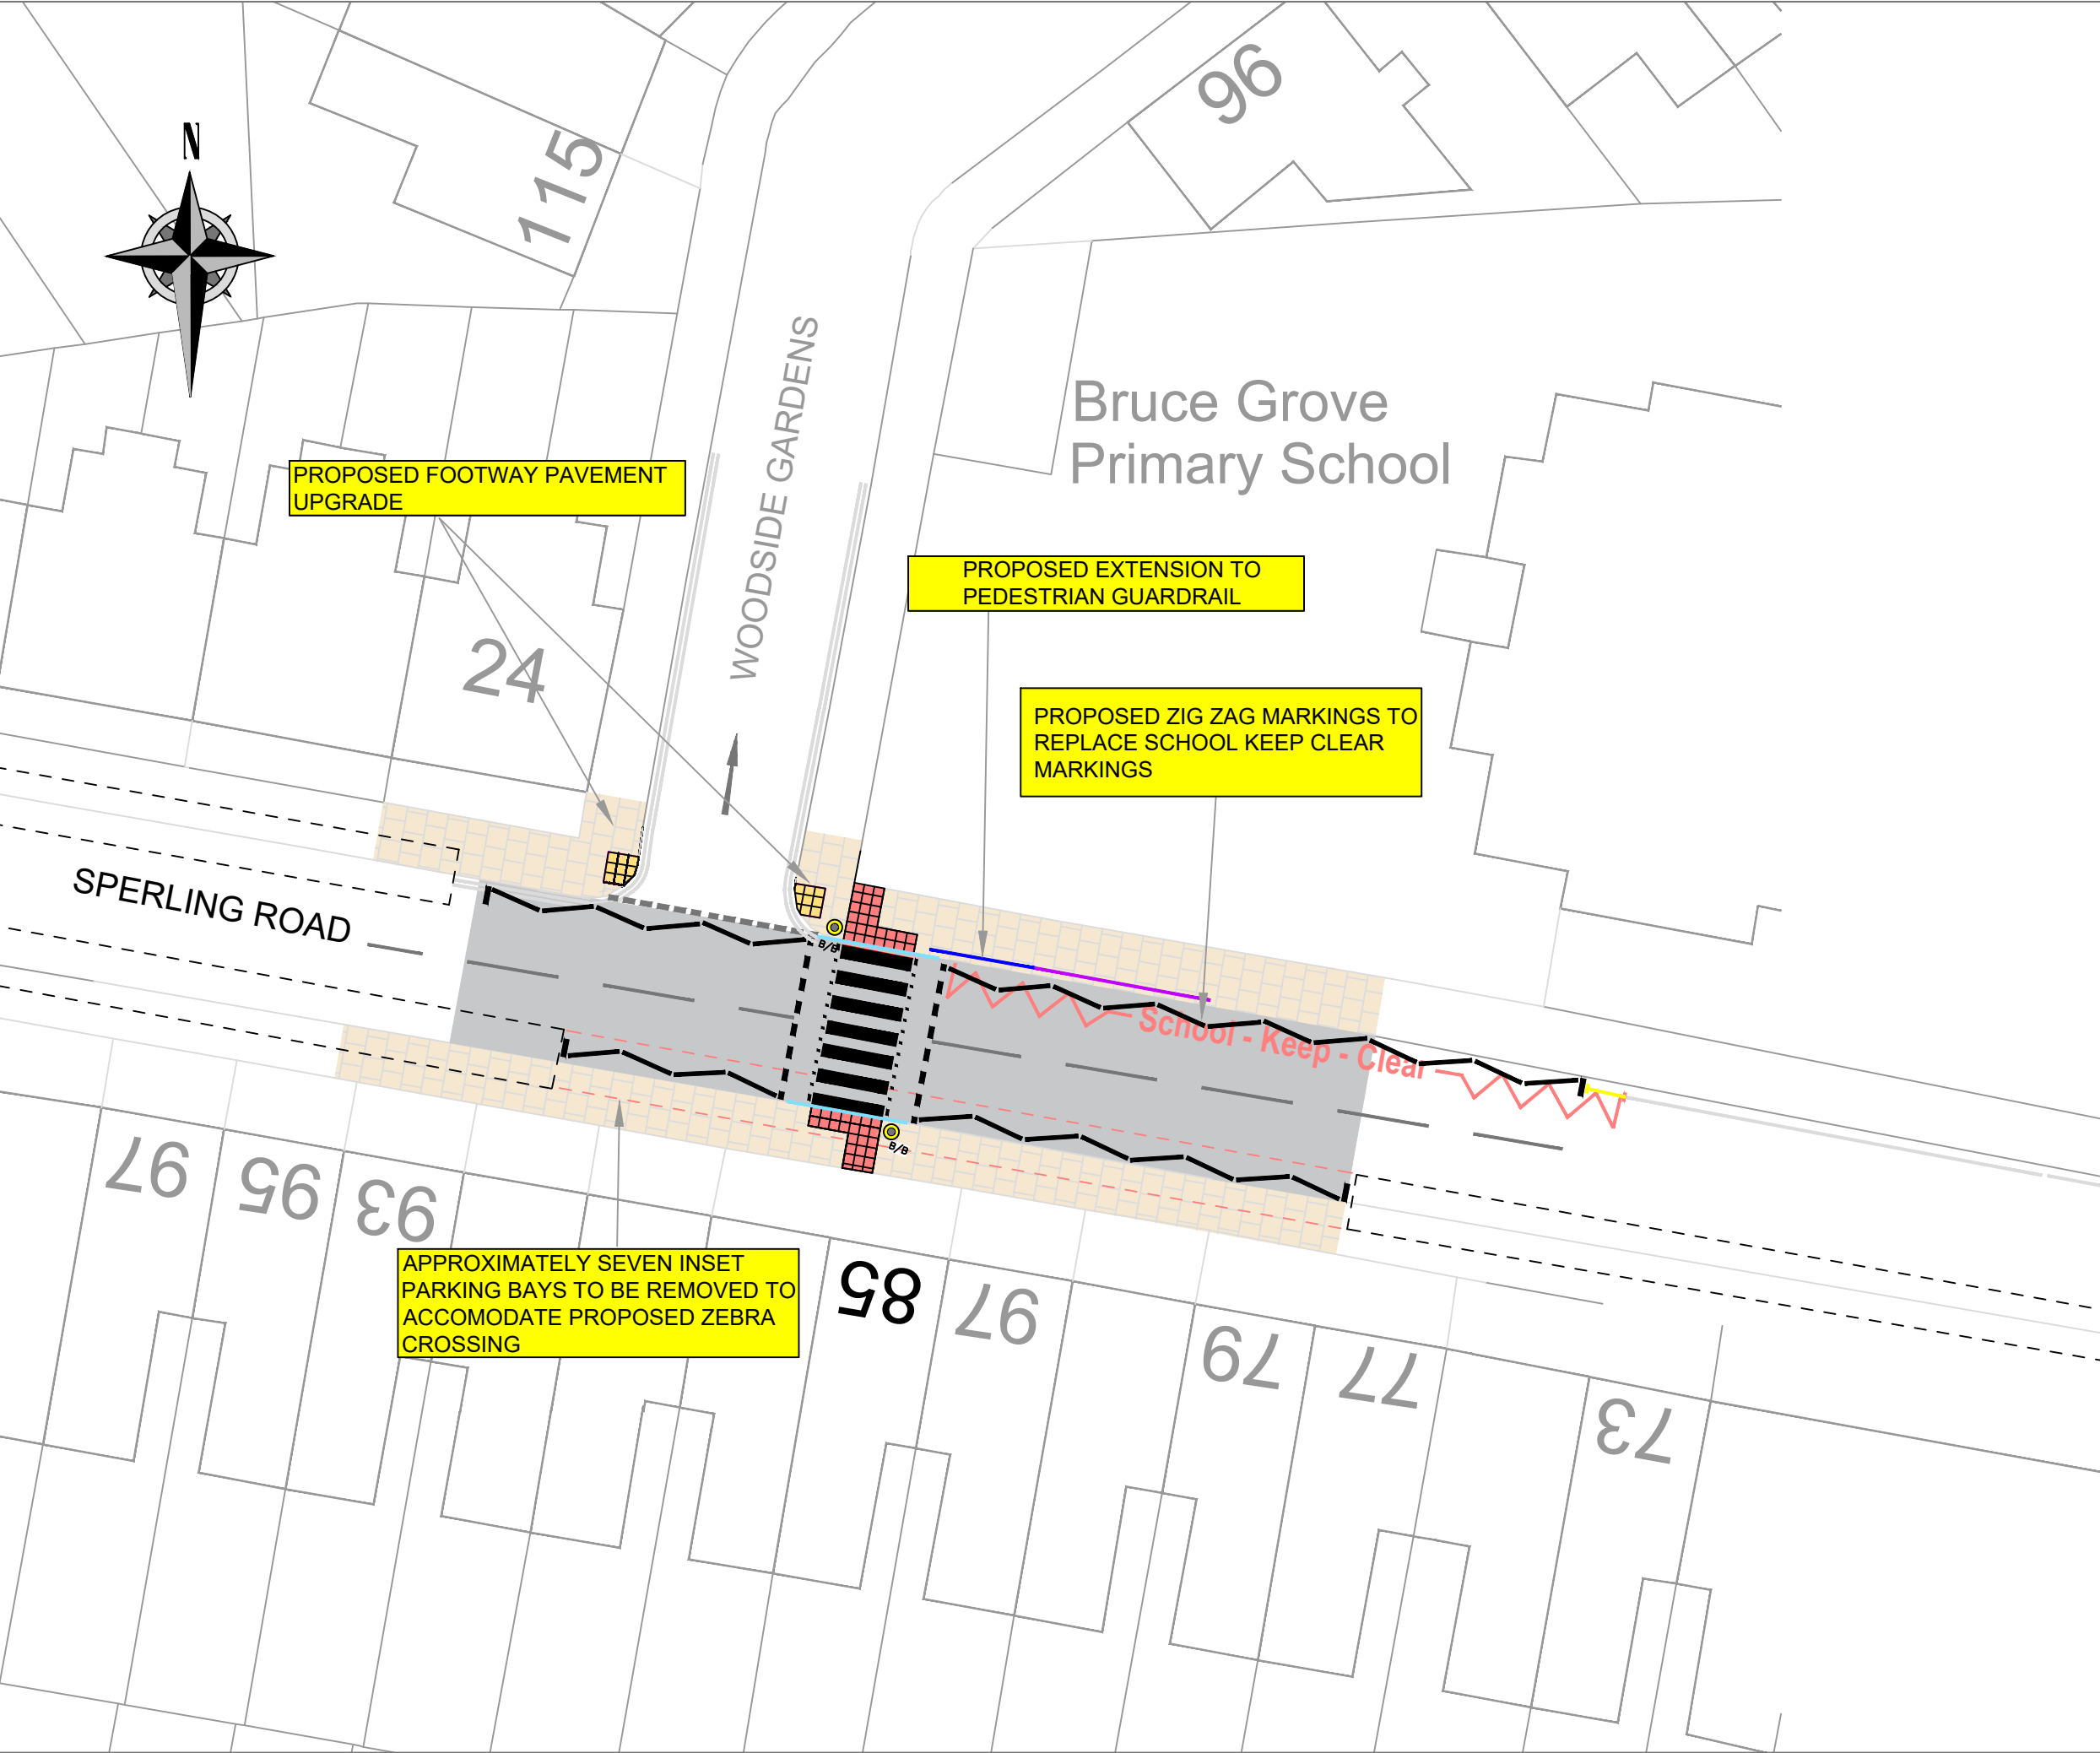 N
115
96
Bruce Grove
Primary School
WOODSIDE GARDENS
PROPOSED FOOTWAY PAVEMENT
UPGRADE
PROPOSED EXTENSION TO
PEDESTRIAN GUARDRAIL
24
PROPOSED ZIG ZAG MARKINGS TO
REPLACE SCHOOL KEEP CLEAR
MARKINGS
SPERLING ROAD
B/B
School - Keep - Clear
B/B
97
95
93
APPROXIMATELY SEVEN INSET
PARKING BAYS TO BE REMOVED TO
ACCOMODATE PROPOSED ZEBRA
CROSSING
85
97
79
77
73